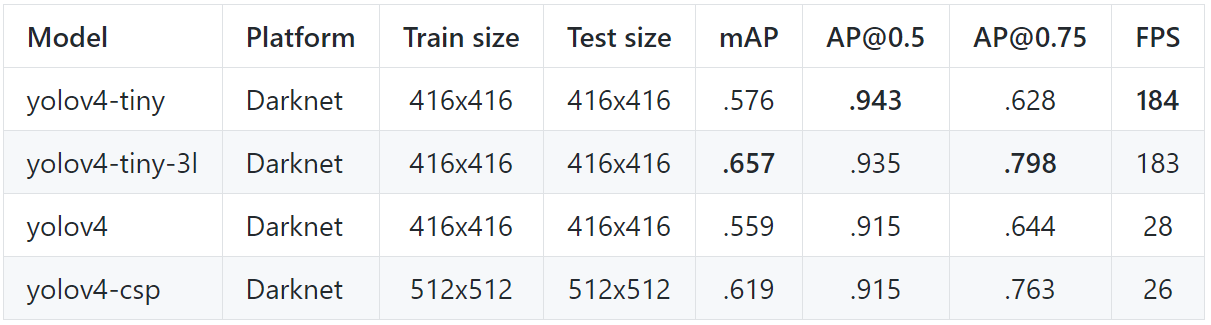 Model Platform Train size Test size mAP AP@0.5 AP@0.75 FPS
yolov4-tiny Darknet 416x416 416x416 .576 .943 .628 184
yolov4-tiny-3l Darknet 416x416 416x416 .657 .935 .798 183
yolov4 Darknet 416x416 416x416 .559 .915 .644 28
yolov4-csp Darknet 512x512 512x512 .619 .915 .763 26